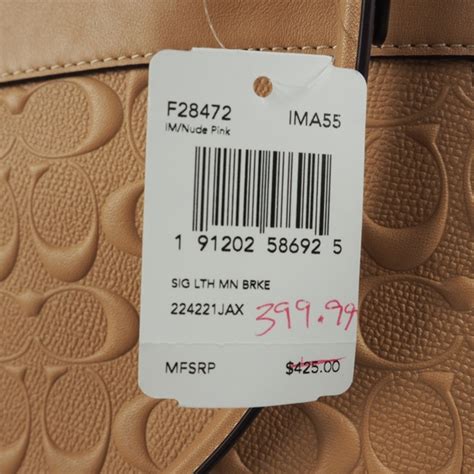 F28472 IMA55
IM/Nude Pink
1 91202 58692 5
SIG LTH MN BRKE
224221JAX 399.99
MFSRP $425.00